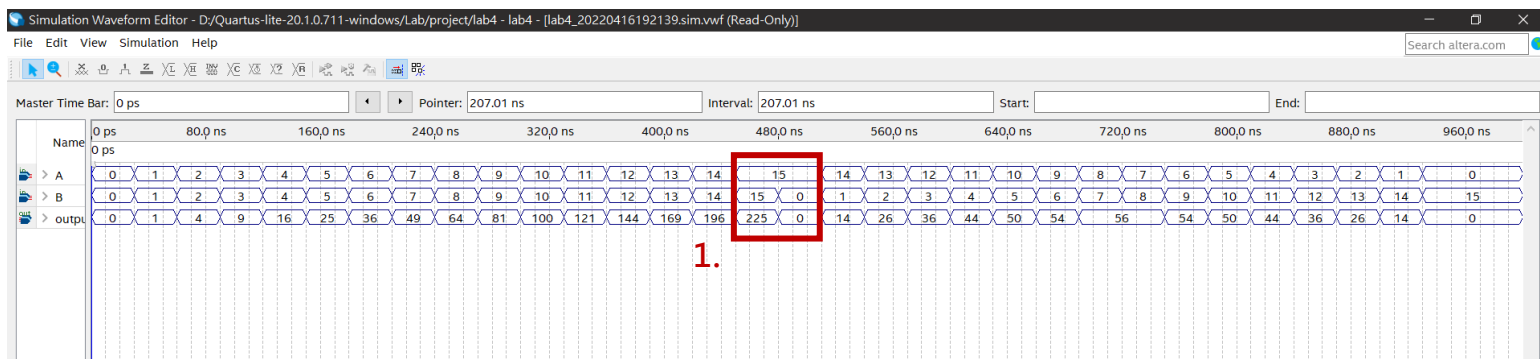 Simulation Waveform Editor - D:/Quartus-lite-20.1.0.711-windows/Lab/project/lab4 - lab4 - [lab4_20220416192139.sim.vwf (Read-Only)]
File Edit View Simulation Help
Search altera.com
Master Time Bar: 0 ps Pointer: 207.01 ns Interval: 207.01 ns Start: End:
Name 0 ps 80.0 ns 160.0 ns 240.0 ns 320.0 ns 400.0 ns 480.0 ns 560.0 ns 640.0 ns 720.0 ns 800.0 ns 880.0 ns 960.0 ns
0 ps
A 0 1 2 3 4 5 6 7 8 9 10 11 12 13 14 15 14 13 12 11 10 9 8 7 6 5 4 3 2 1 0
B 0 1 2 3 4 5 6 7 8 9 10 11 12 13 14 15 0 1 2 3 4 5 6 7 8 9 10 11 12 13 14 15
outpu 0 1 4 9 16 25 36 49 64 81 100 121 144 169 196 225 0 14 26 36 44 50 54 56 54 50 44 36 26 14 0
1.